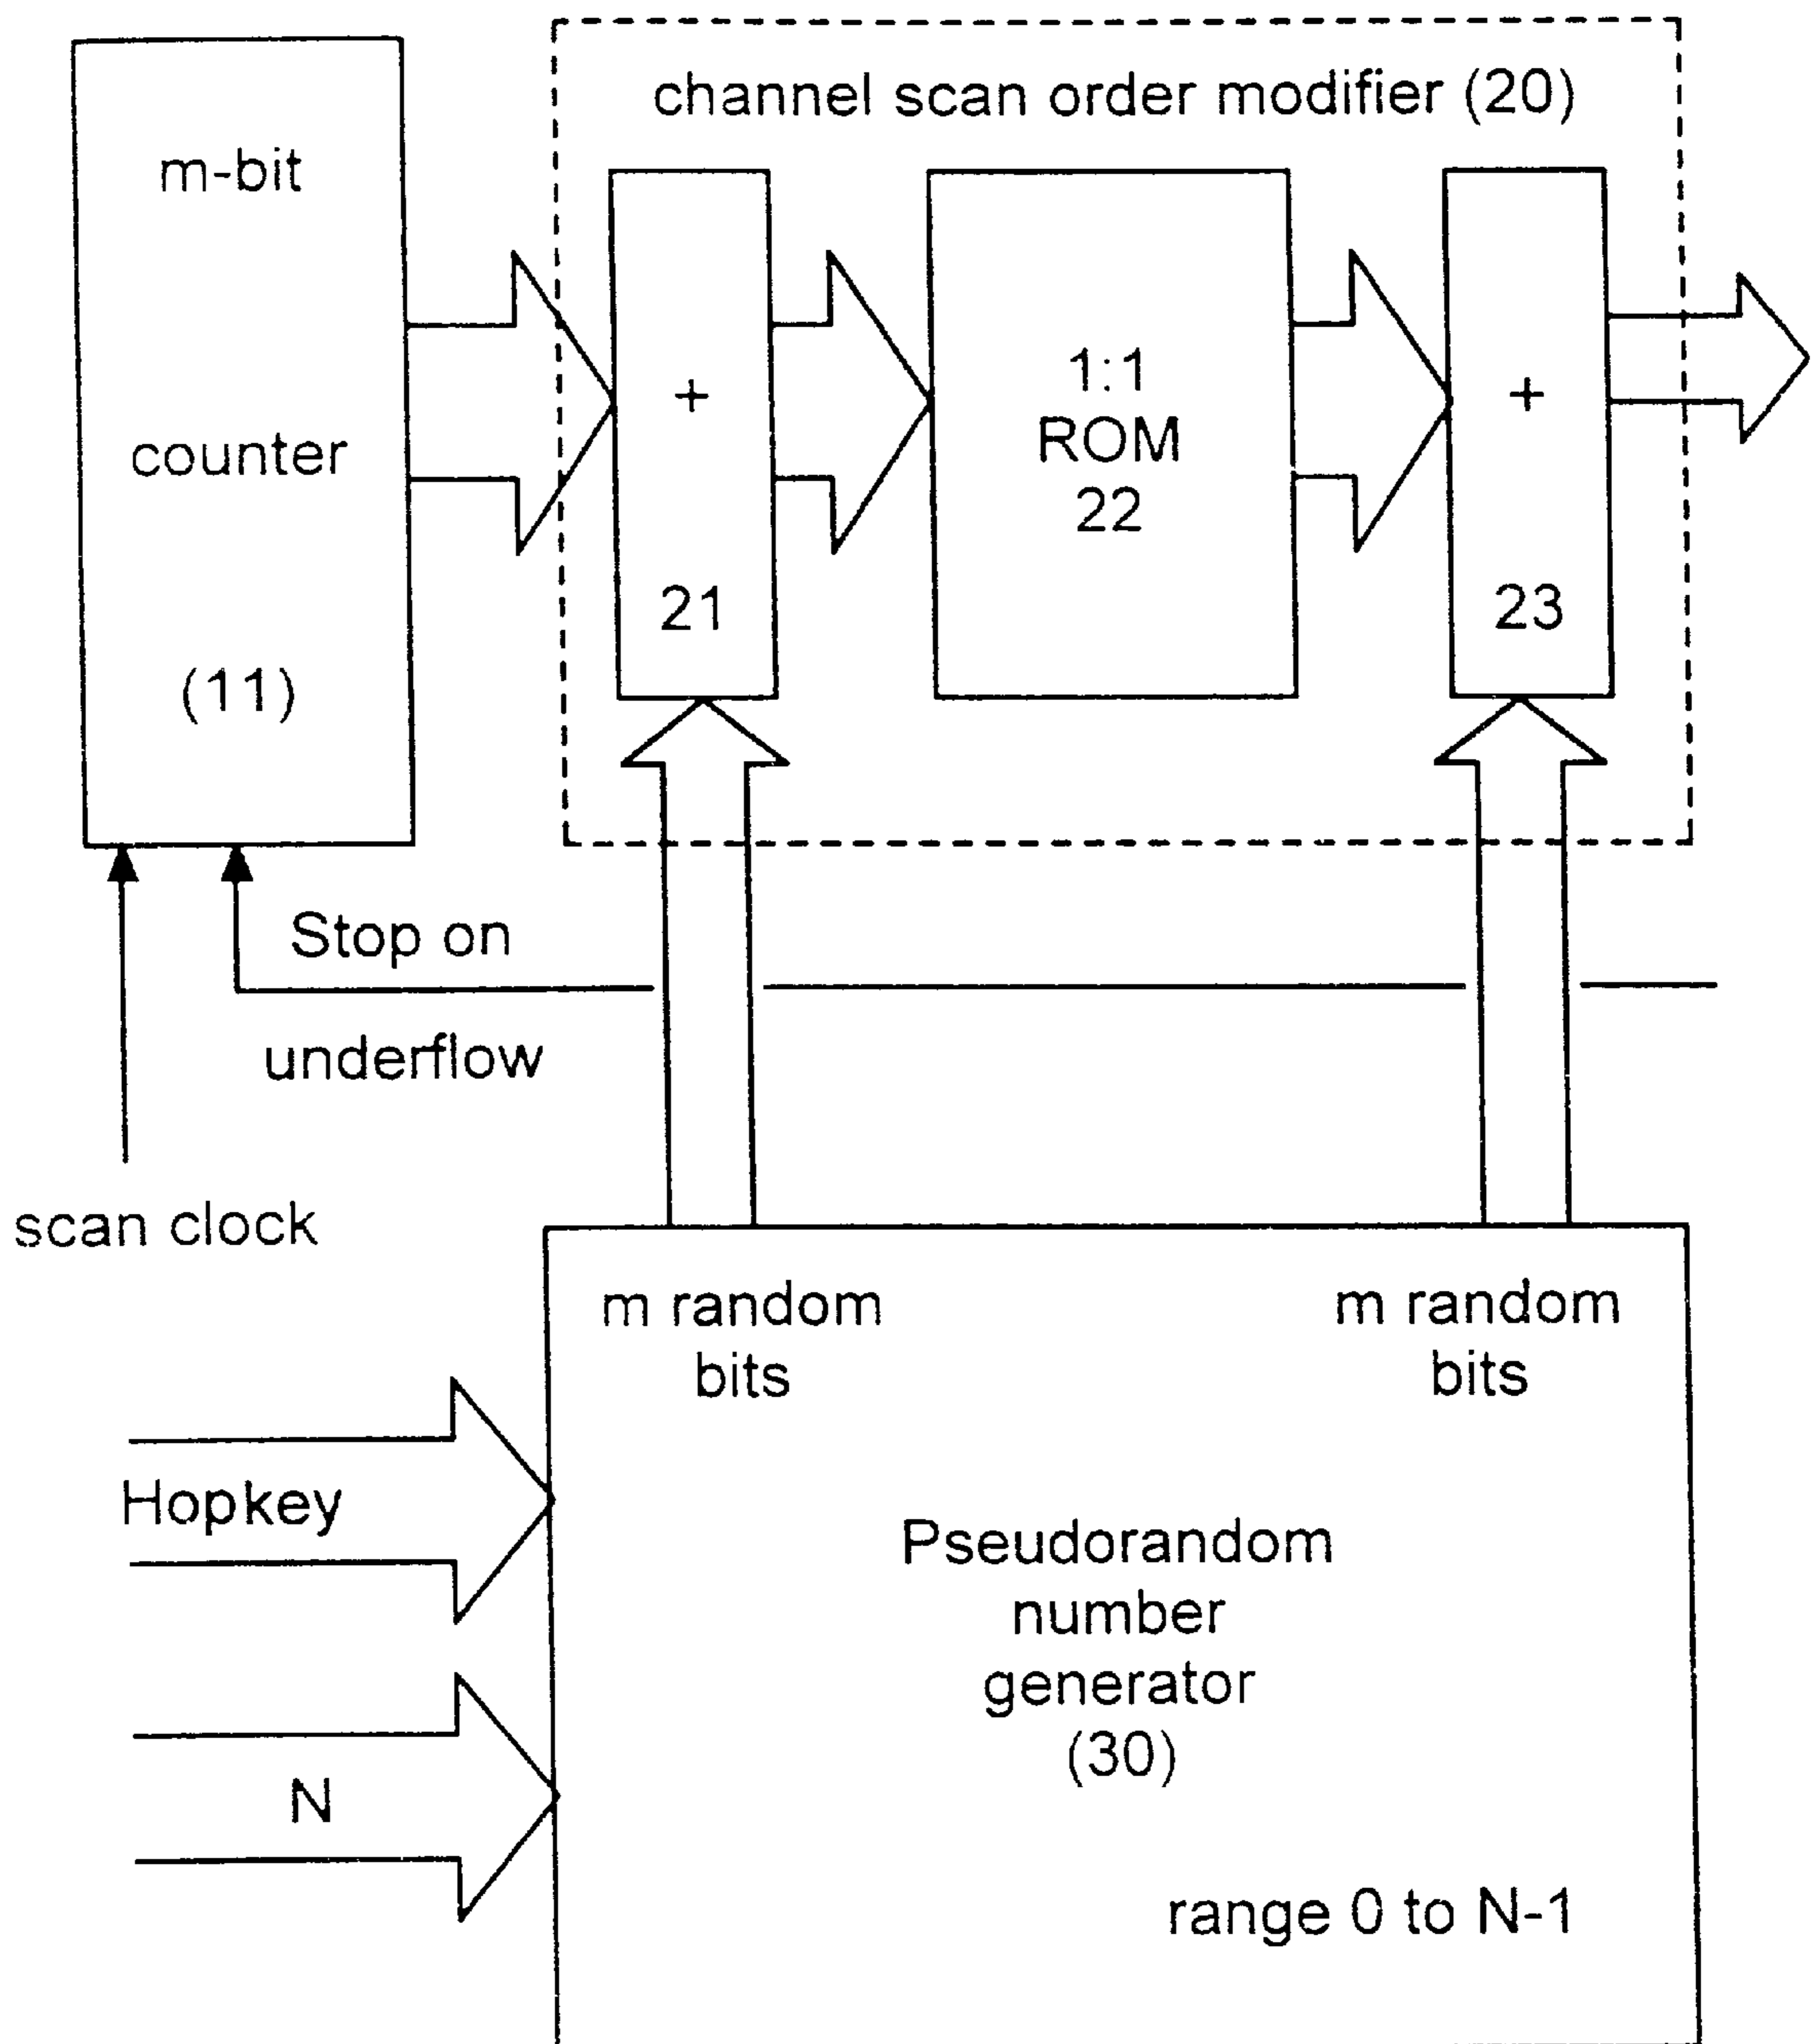 channel scan order modifier (20)
m-bit
counter
(11)
+
21
1:1
ROM
22
+
23
Stop on
underflow
scan clock
m random
bits
m random
bits
Hopkey
N
Pseudorandom
number
generator
(30)
range 0 to N-1